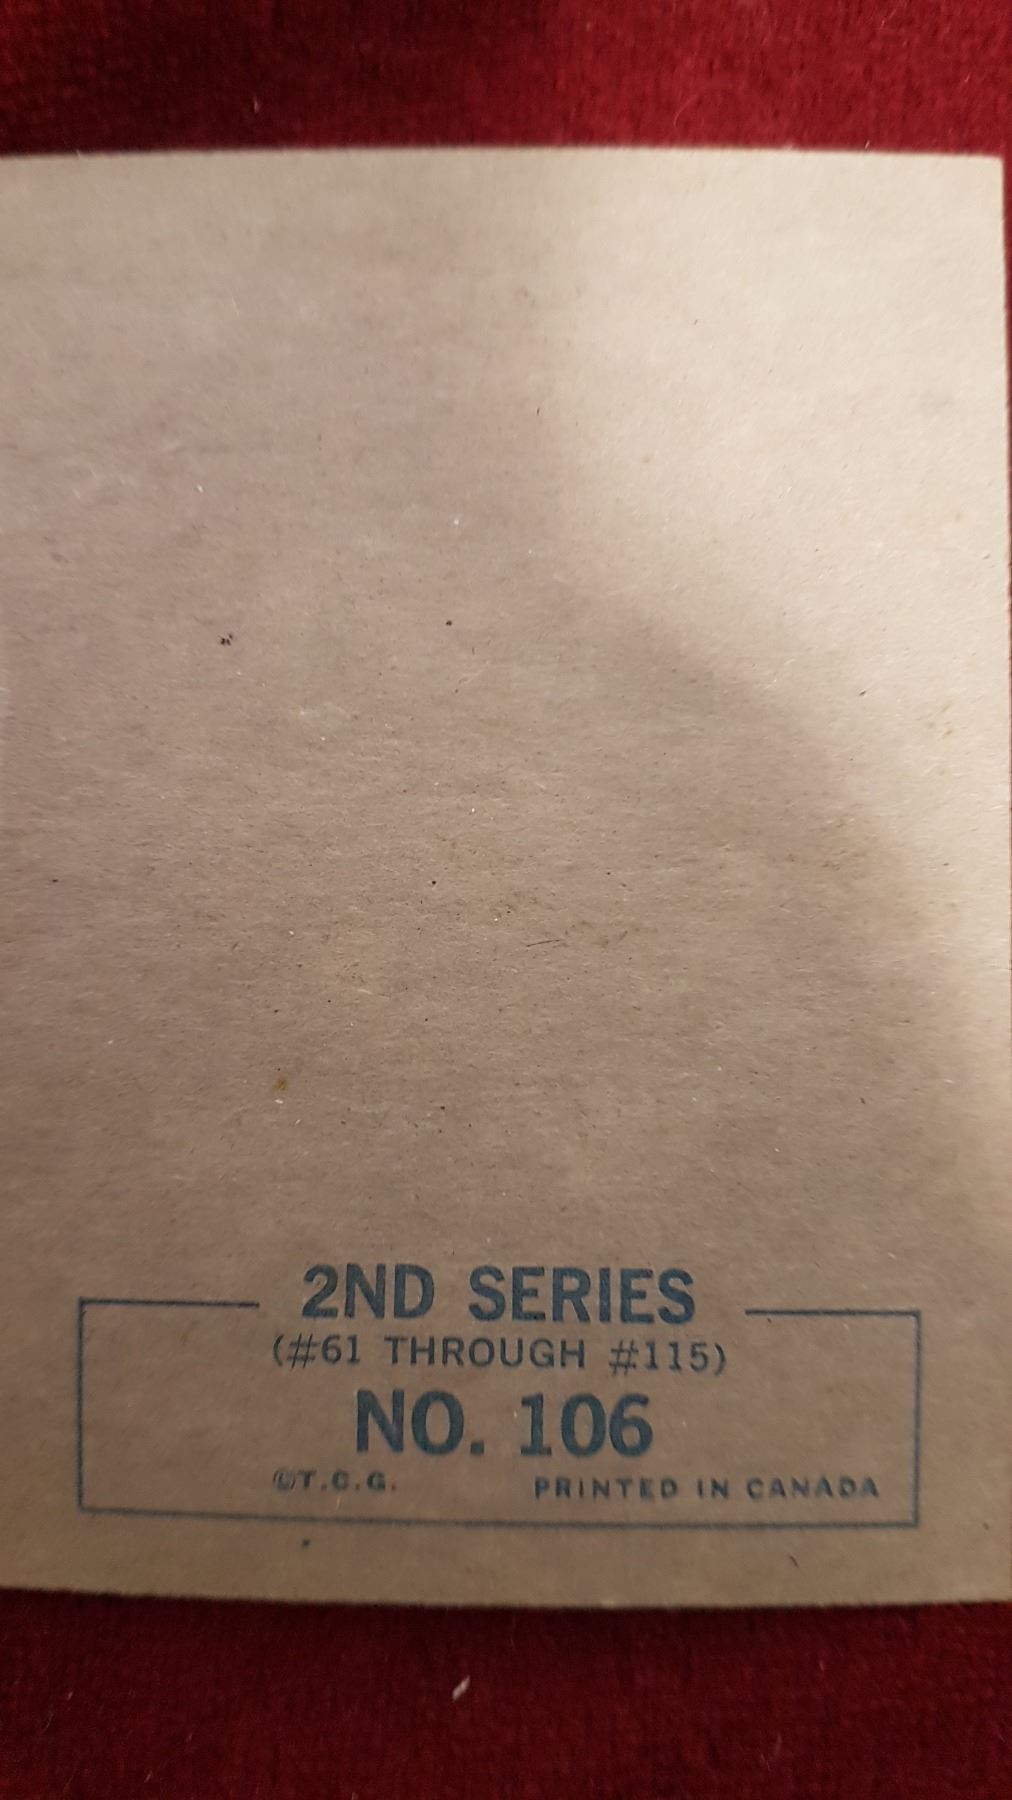 2ND SERIES
(#61 THROUGH #115)
NO. 106
©T.C.G. PRINTED IN CANADA